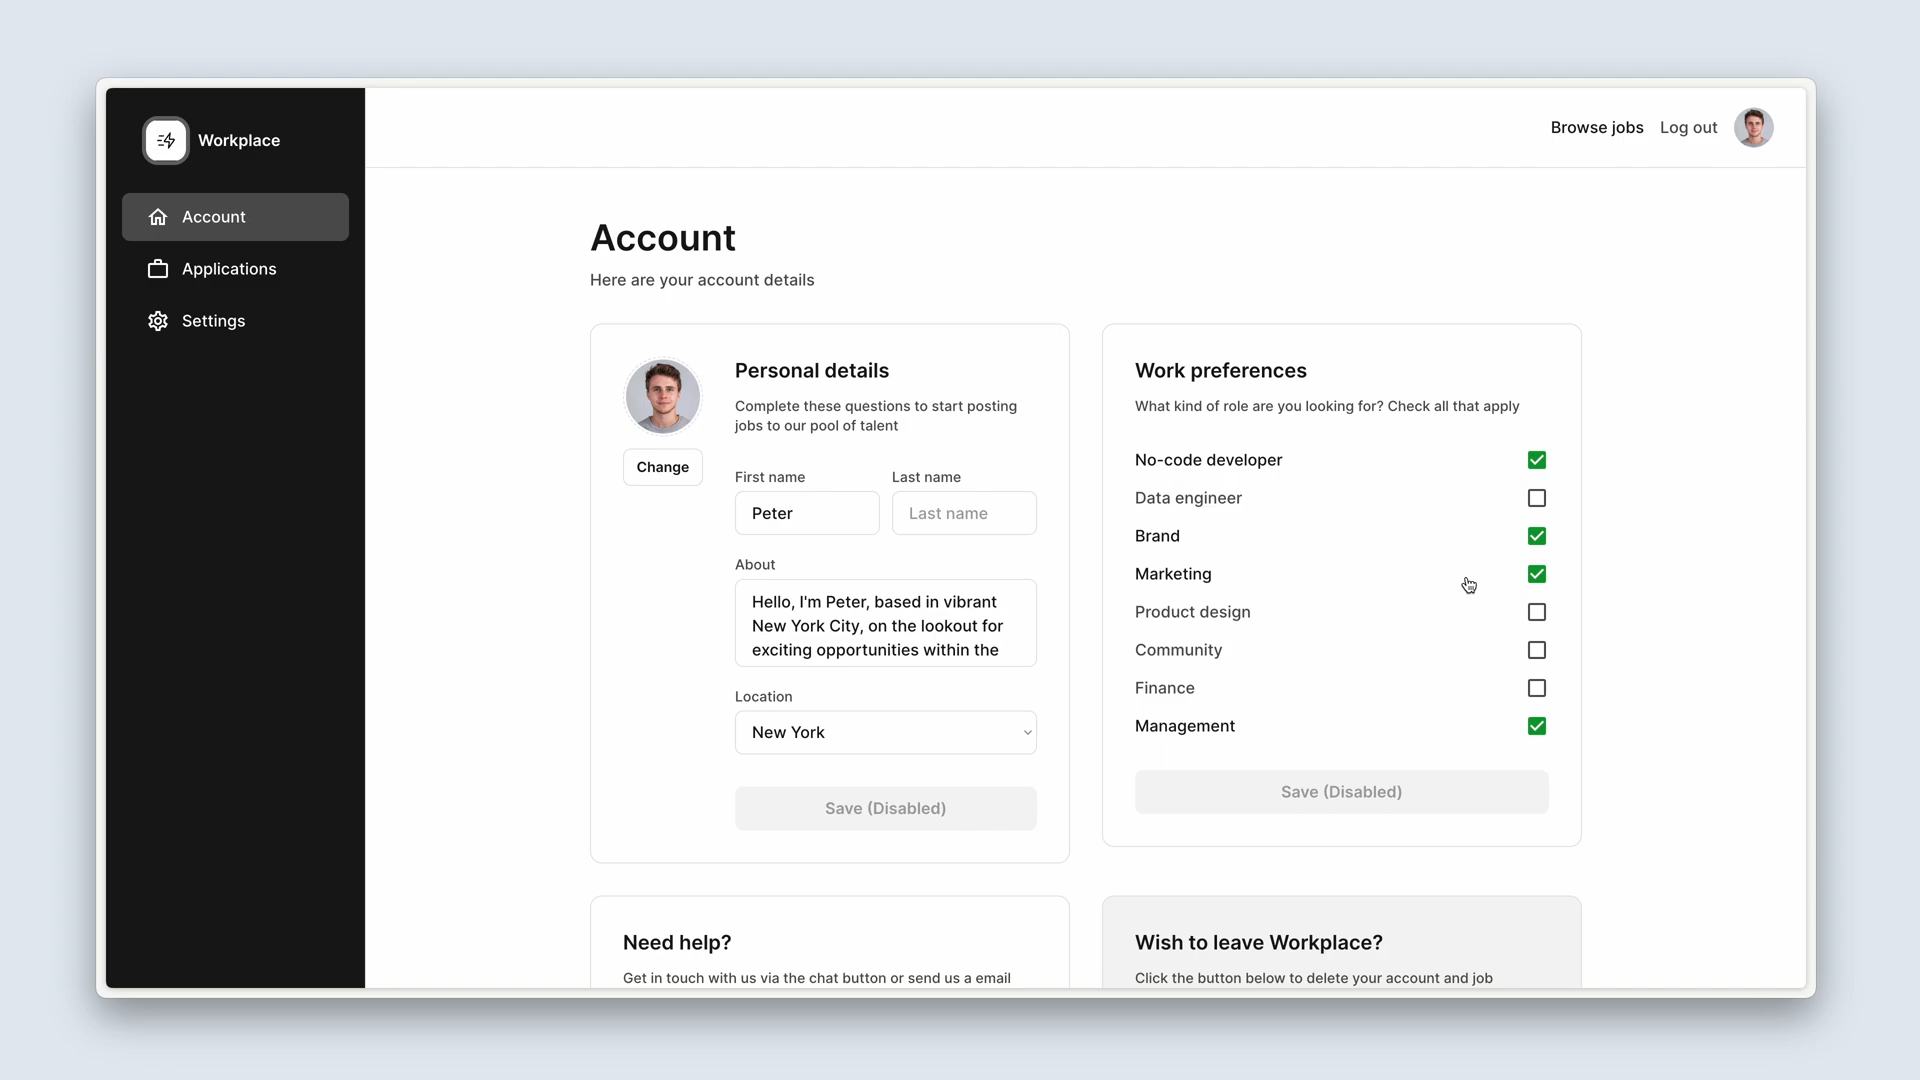 Workplace
Account
Applications
Settings
Browse jobs
Log out
Account
Here are your account details
Personal details
Complete these questions to start posting
jobs to our pool of talent
Change
First name
Last name
Peter
Last name
About
Hello, I'm Peter, based in vibrant
New York City, on the lookout for
exciting opportunities within the
Location
New York
Save (Disabled)
Work preferences
What kind of role are you looking for? Check all that apply
No-code developer
Data engineer
Brand
Marketing
Product design
Community
Finance
Management
Save (Disabled)
Need help?
Get in touch with us via the chat button or send us a email
Wish to leave Workplace?
Click the button below to delete your account and job